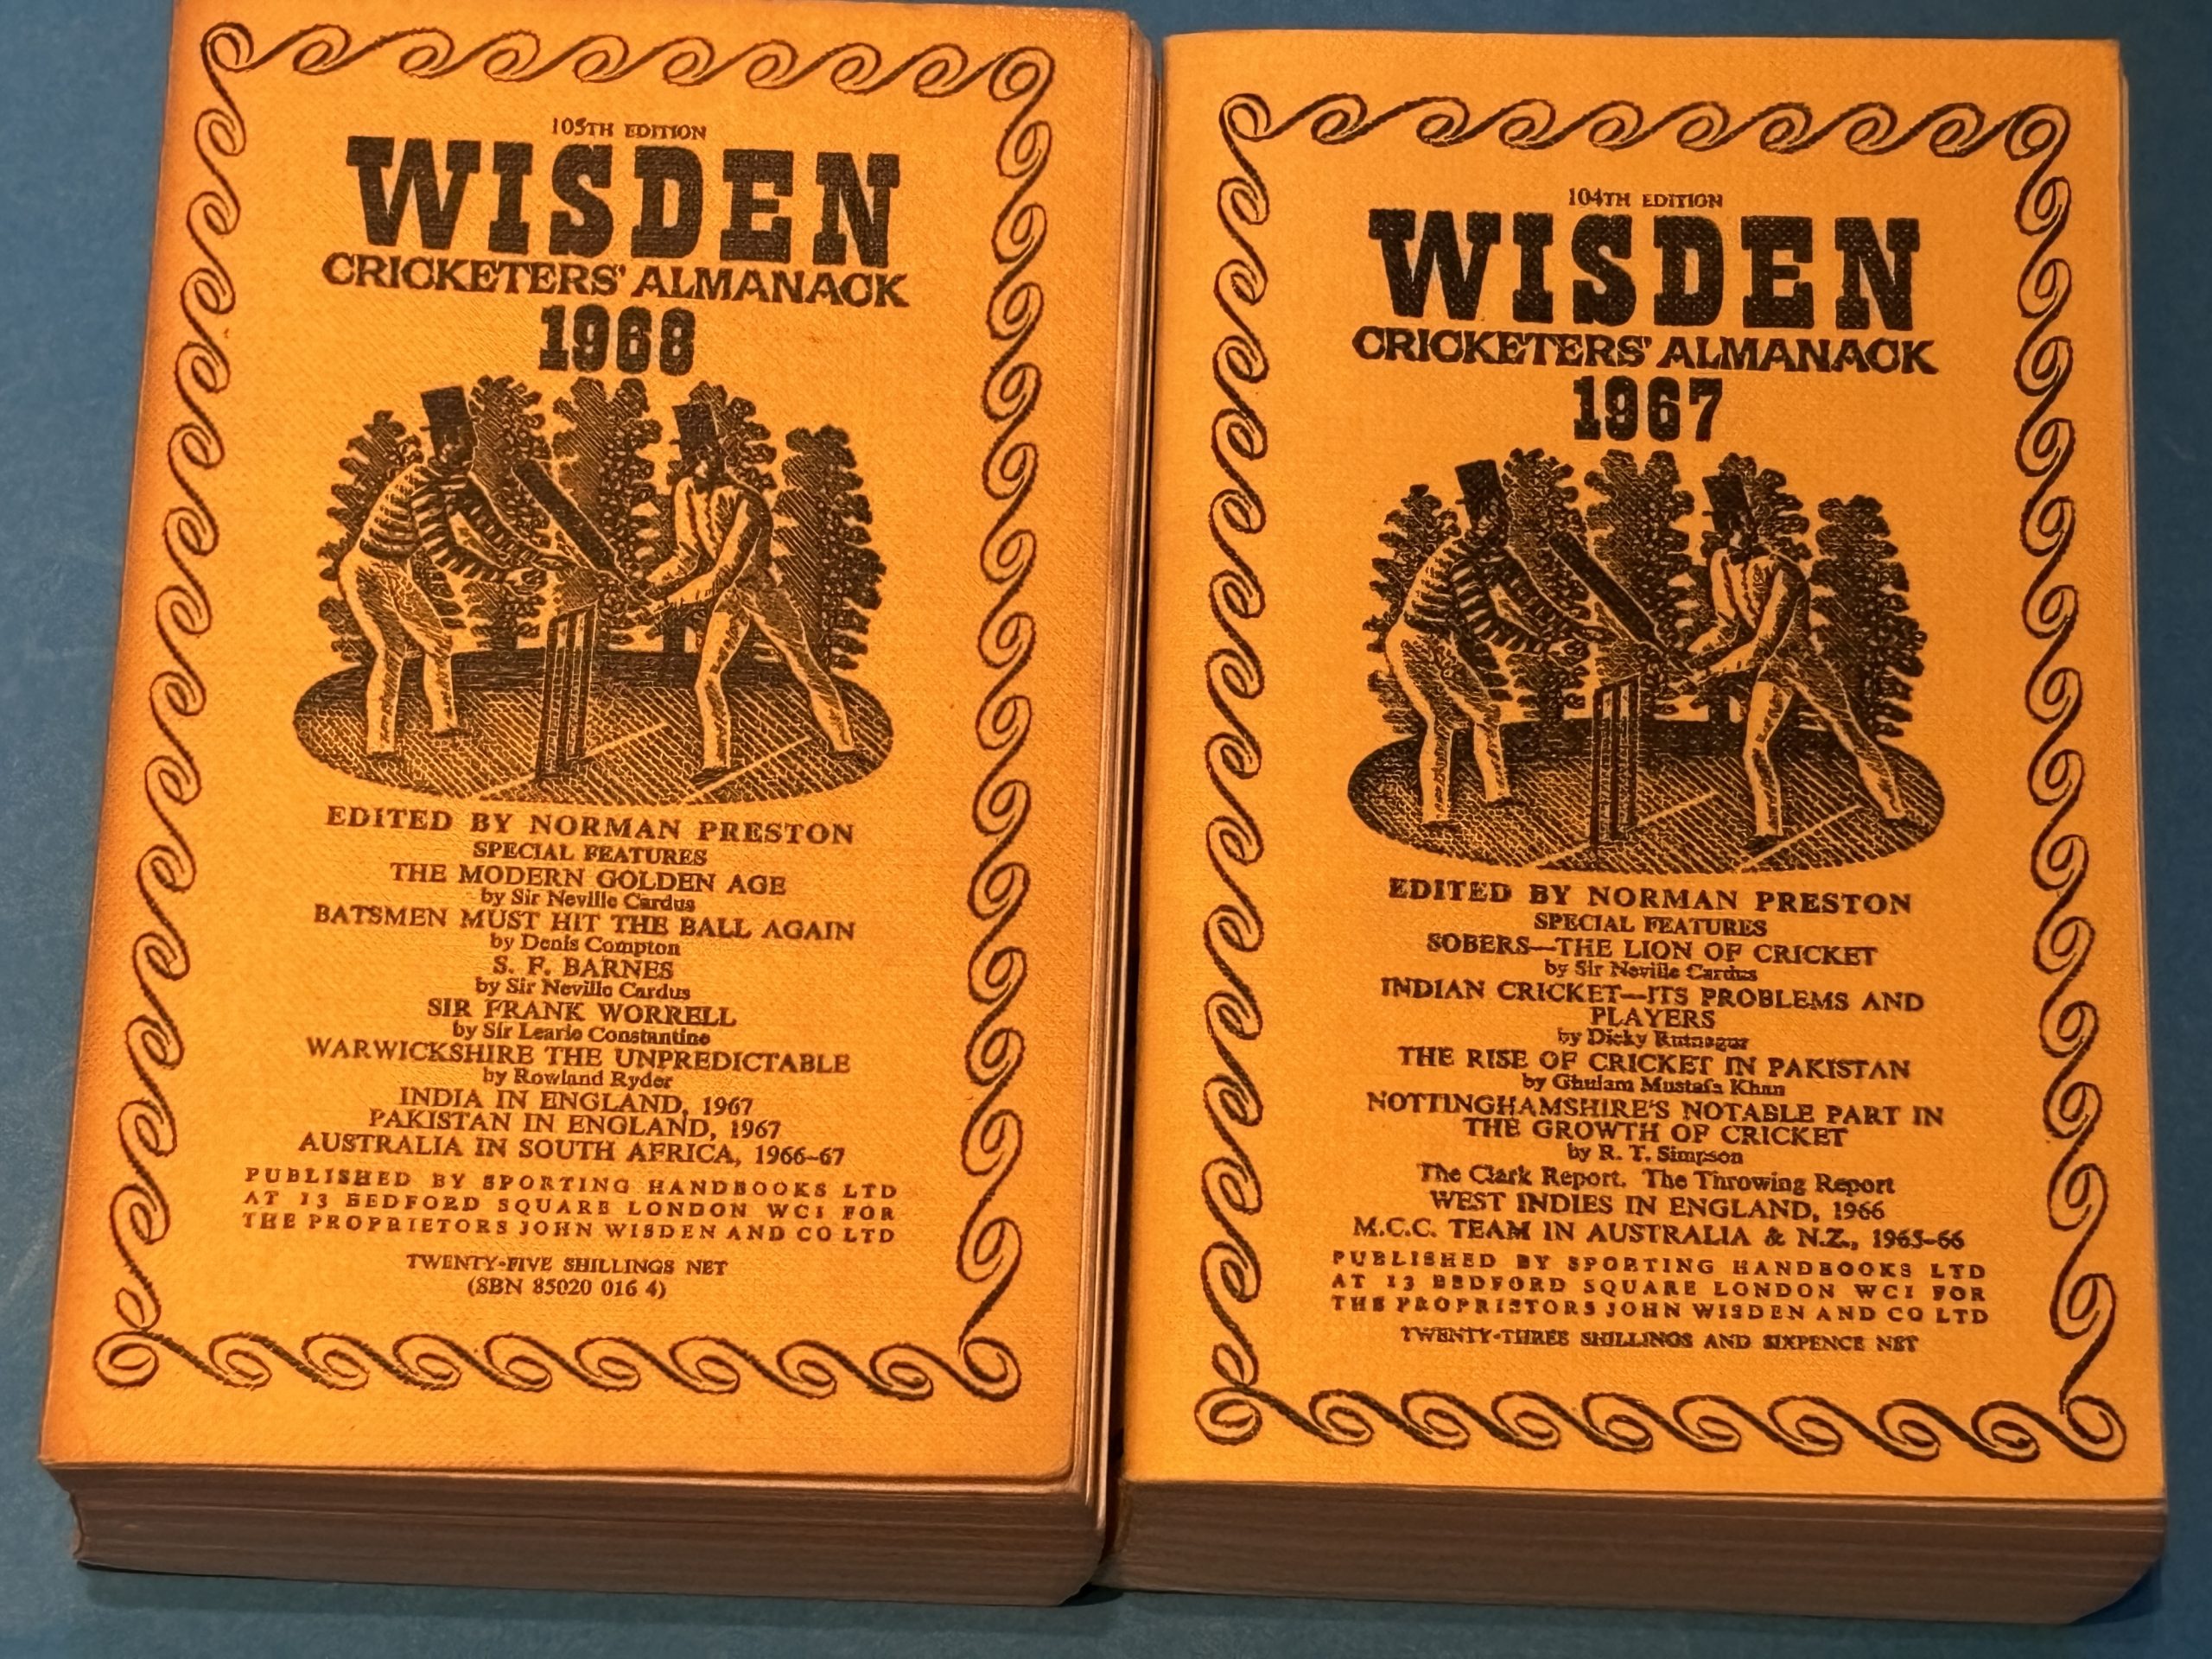 105TH EDITION
WISDEN
CRICKETERS' ALMANACK
1968
EDITED BY NORMAN PRESTON
SPECIAL FEATURES
THE MODERN GOLDEN AGE
by Sir Neville Cardus
BATSMEN MUST HIT THE BALL AGAIN
by Denis Compton
S. F. BARNES
by Sir Neville Cardus
SIR FRANK WORRELL
by Sir Learie Constantine
WARWICKSHIRE THE UNPREDICTABLE
by Rowland Ryder
INDIA IN ENGLAND, 1967
PAKISTAN IN ENGLAND, 1967
AUSTRALIA IN SOUTH AFRICA, 1966–67
PUBLISHED BY SPORTING HANDBOOKS LTD
AT 13 BEDFORD SQUARE LONDON WC1 FOR
THE PROPRIETORS JOHN WISDEN AND CO LTD
TWENTY-FIVE SHILLINGS NET
(SBN 85020 016 4)
104TH EDITION
WISDEN
CRICKETERS' ALMANACK
1967
EDITED BY NORMAN PRESTON
SPECIAL FEATURES
SOBERS—THE LION OF CRICKET
by Sir Neville Cardus
INDIAN CRICKET—ITS PROBLEMS AND
PLAYERS
by Dicky Rutnagur
THE RISE OF CRICKET IN PAKISTAN
by Ghulam Mustafa Khan
NOTTINGHAMSHIRE'S NOTABLE PART IN
THE GROWTH OF CRICKET
by R. T. Simpson
The Clark Report. The Throwing Report
WEST INDIES IN ENGLAND, 1966
M.C.C. TEAM IN AUSTRALIA & N.Z., 1965–66
PUBLISHED BY SPORTING HANDBOOKS LTD
AT 13 BEDFORD SQUARE LONDON WC1 FOR
THE PROPRIETORS JOHN WISDEN AND CO LTD
TWENTY-THREE SHILLINGS AND SIXPENCE NET